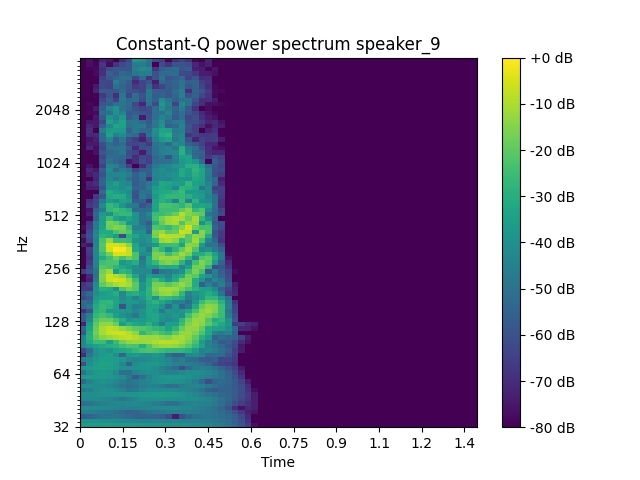 Constant-Q power spectrum speaker_9
Hz
2048
1024
512
256
128
64
32
0 0.15 0.3 0.45 0.6 0.75 0.9 1.1 1.2 1.4
Time
+0 dB
-10 dB
-20 dB
-30 dB
-40 dB
-50 dB
-60 dB
-70 dB
-80 dB